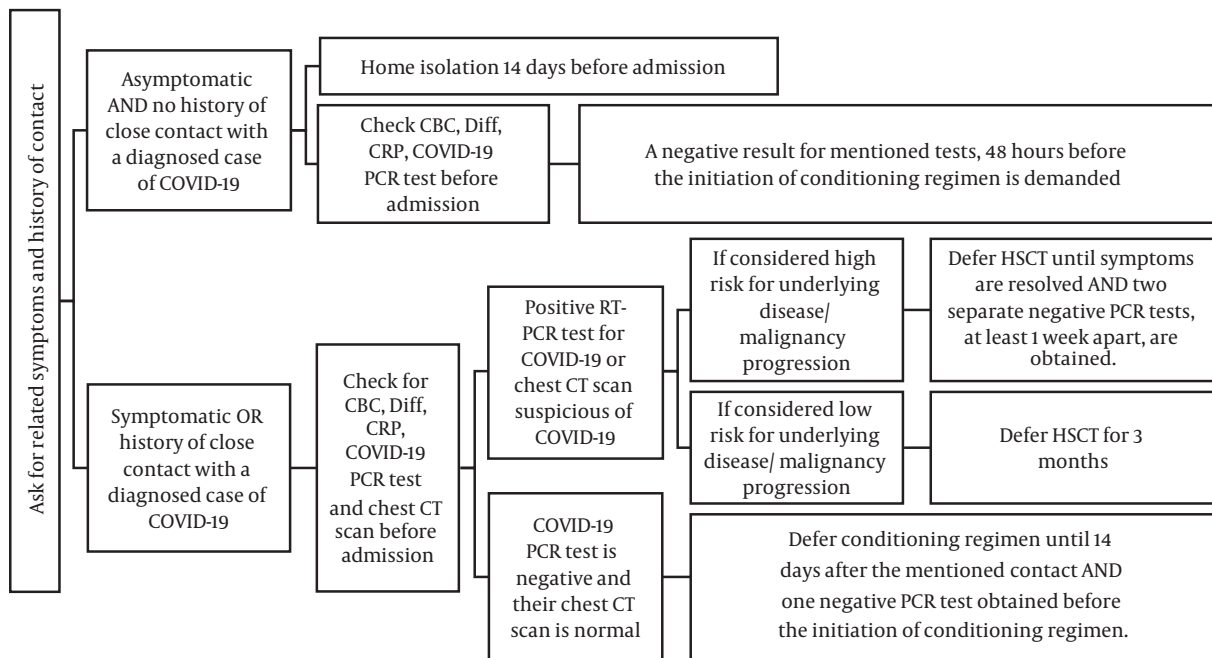 Ask for related symptoms and history of contact
Asymptomatic
AND no history of
close contact with
a diagnosed case
of COVID-19
Home isolation 14 days before admission
Check CBC, Diff,
CRP, COVID-19
PCR test before
admission
A negative result for mentioned tests, 48 hours before
the initiation of conditioning regimen is demanded
Symptomatic OR
history of close
contact with a
diagnosed case of
COVID-19
Check for
CBC, Diff,
CRP,
COVID-19
PCR test
and chest CT
scan before
admission
Positive RT-
PCR test for
COVID-19 or
chest CT scan
suspicious of
COVID-19
If considered high
risk for underlying
disease/
malignancy
progression
Defer HSCT until symptoms
are resolved AND two
separate negative PCR tests,
at least 1 week apart, are
obtained.
If considered low
risk for underlying
disease/ malignancy
progression
Defer HSCT for 3
months
COVID-19
PCR test is
negative and
their chest CT
scan is normal
Defer conditioning regimen until 14
days after the mentioned contact AND
one negative PCR test obtained before
the initiation of conditioning regimen.